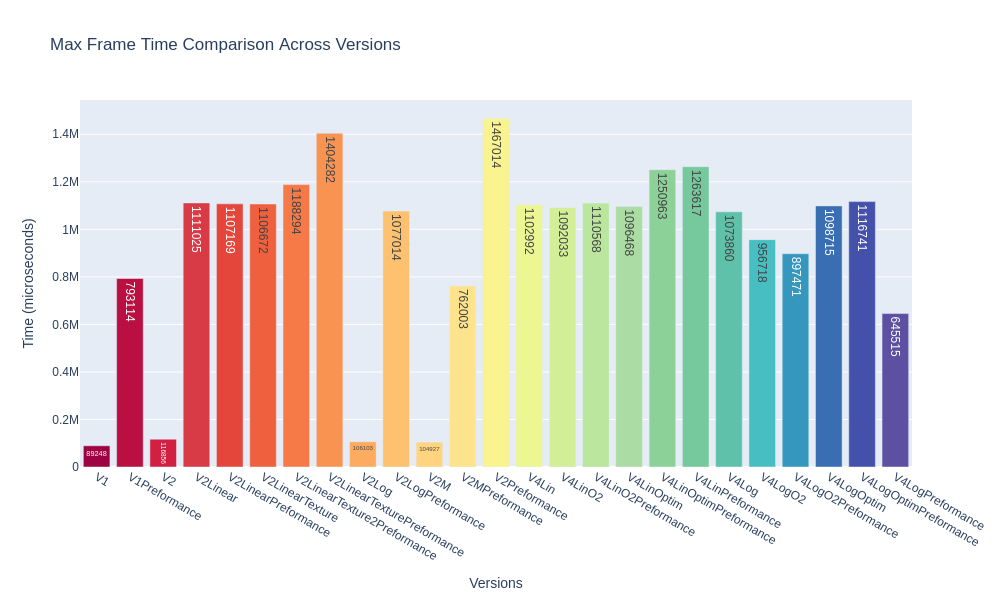 Max Frame Time Comparison Across Versions
Time (microseconds)
1.4M
1.2M
1M
0.8M
0.6M
0.4M
0.2M
0
89248
793114
116856
1111025
1107169
1106672
1188294
1404282
106103
1077014
104927
762003
1467014
1102992
1092033
1110568
1096468
1250963
1263617
1073860
956718
897471
1098715
1116741
645515
V1
V1Preformance
V2
V2Linear
V2LinearPreformance
V2LinearTexture
V2LinearTexture2Preformance
V2LinearTexturePreformance
V2Log
V2LogPreformance
V2M
V2MPreformance
V2Preformance
V4Lin
V4LinO2
V4LinO2Preformance
V4LinOptim
V4LinOptimPreformance
V4LinPreformance
V4Log
V4LogO2
V4LogO2Preformance
V4LogOptim
V4LogOptimPreformance
V4LogPreformance
Versions